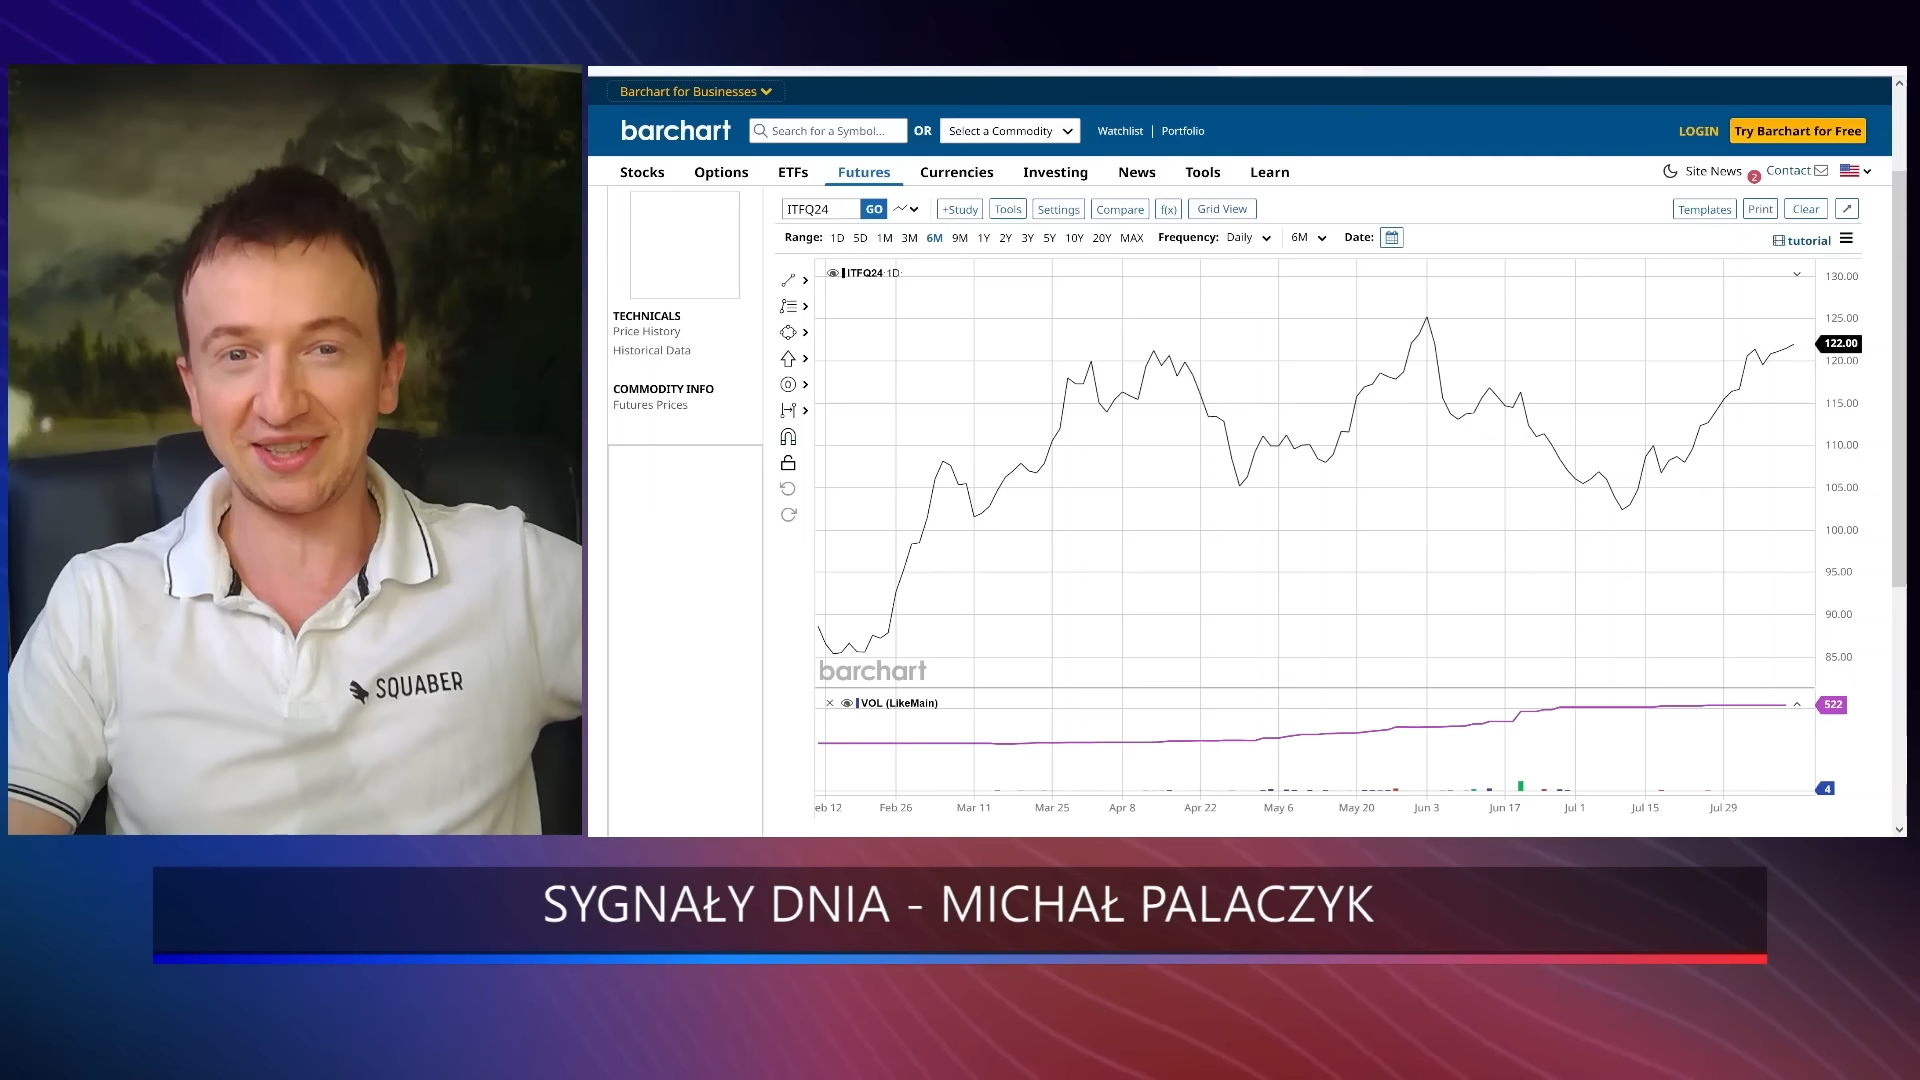 SQUABER
Barchart for Businesses
barchart Search for a Symbol... OR Select a Commodity Watchlist | Portfolio LOGIN Try Barchart for Free
Stocks Options ETFs Futures Currencies Investing News Tools Learn Site News 2 Contact
ITFQ24 GO +Study Tools Settings Compare f(x) Grid View Templates Print Clear
Range: 1D 5D 1M 3M 6M 9M 1Y 2Y 3Y 5Y 10Y 20Y MAX Frequency: Daily 6M Date: tutorial
TECHNICALS
Price History
Historical Data
COMMODITY INFO
Futures Prices
ITFQ24 1D
130.00
125.00
122.00
120.00
115.00
110.00
105.00
100.00
95.00
90.00
85.00
barchart
VOL (LikeMain)
522
4
eb 12 Feb 26 Mar 11 Mar 25 Apr 8 Apr 22 May 6 May 20 Jun 3 Jun 17 Jul 1 Jul 15 Jul 29
SYGNAŁY DNIA - MICHAŁ PALACZYK